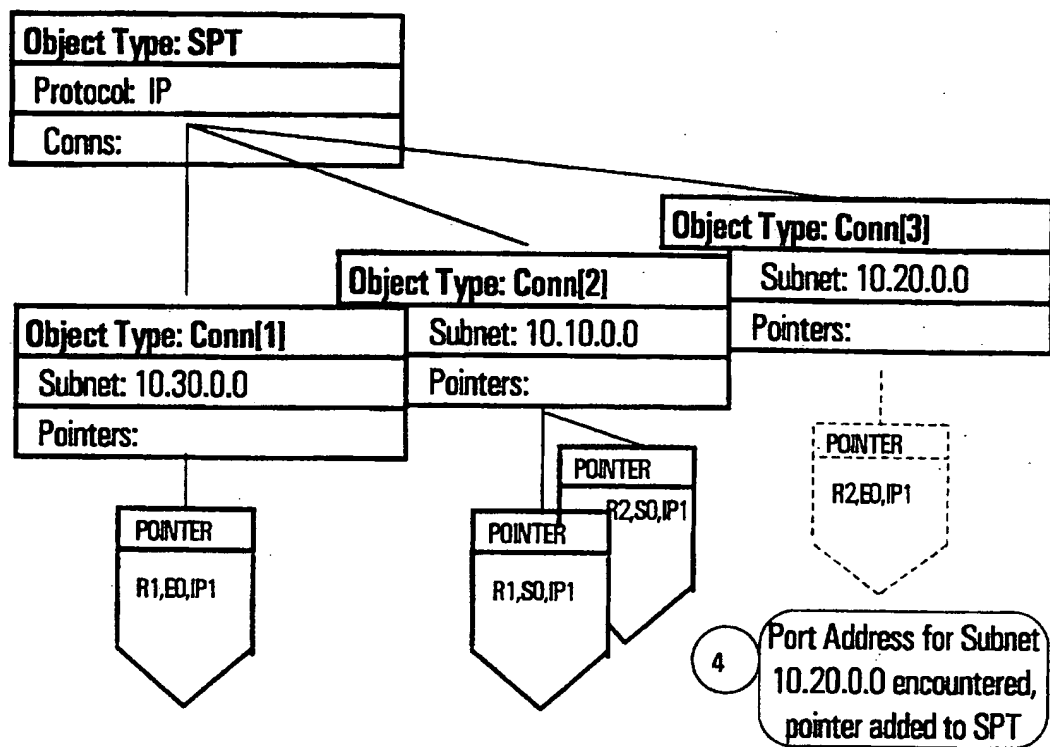 Object Type: SPT
Protocol: IP
Conns:
Object Type: Conn[3]
Subnet: 10.20.0.0
Pointers:
Object Type: Conn[2]
Subnet: 10.10.0.0
Pointers:
Object Type: Conn[1]
Subnet: 10.30.0.0
Pointers:
POINTER
R1,E0,IP1
POINTER
R1,S0,IP1
POINTER
R2,S0,IP1
POINTER
R2,E0,IP1
4
Port Address for Subnet
10.20.0.0 encountered,
pointer added to SPT